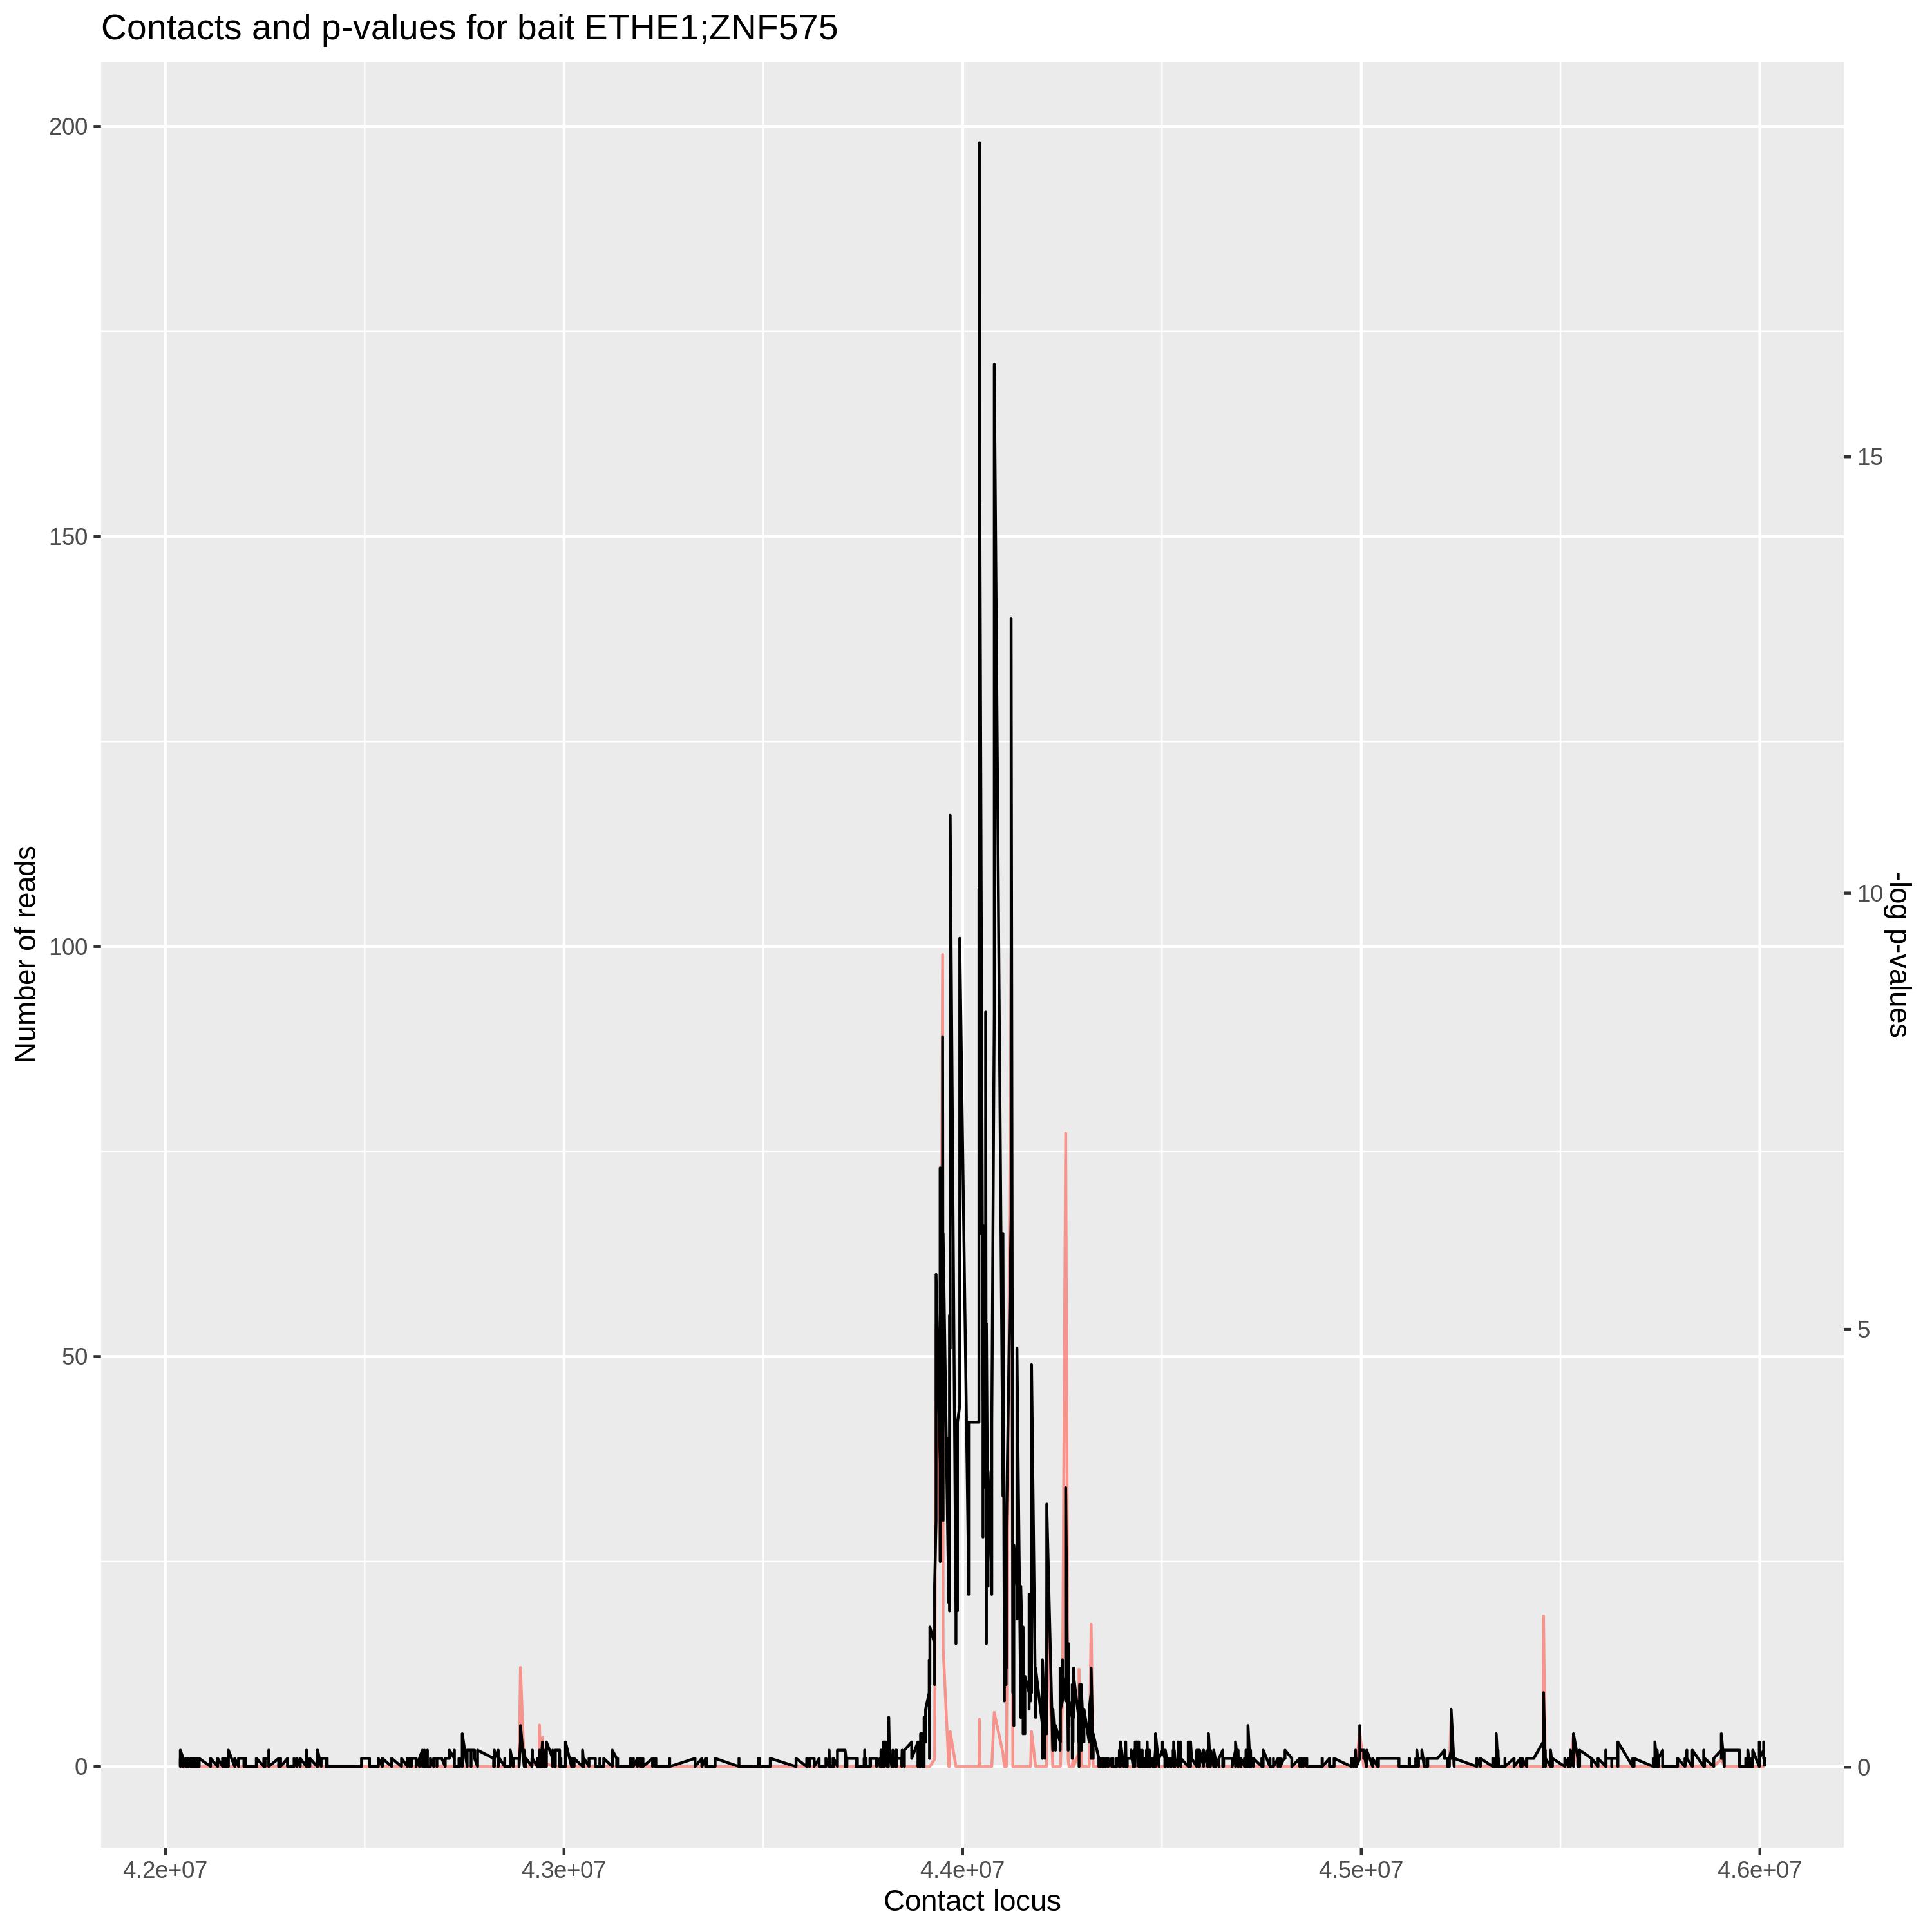 Contacts and p-values for bait ETHE1;ZNF575
200
150
100
50
0
Number of reads
15
10
5
0
-log p-values
4.2e+07
4.3e+07
4.4e+07
4.5e+07
4.6e+07
Contact locus